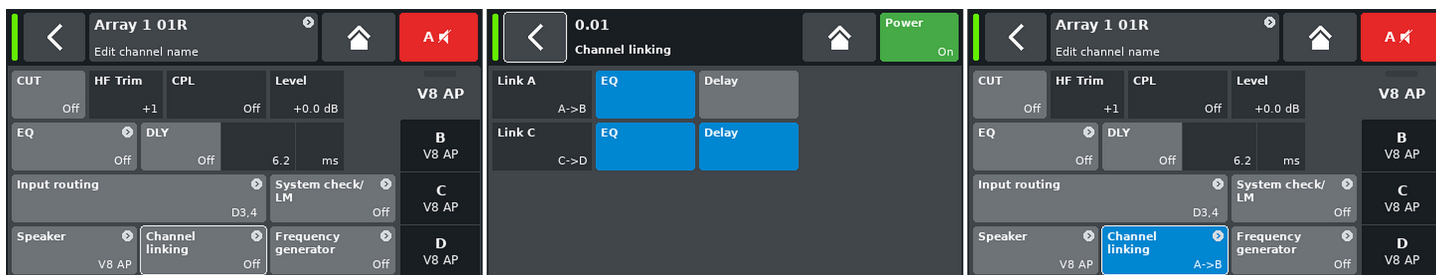 Array 1 01R
Edit channel name
A
CUT
Off
HF Trim
+1
CPL
Off
Level
+0.0 dB
V8 AP
EQ
Off
DLY
Off
6.2
ms
B
V8 AP
Input routing
D3,4
System check/
LM
Off
C
V8 AP
Speaker
V8 AP
Channel
linking
Off
Frequency
generator
Off
D
V8 AP
0.01
Channel linking
Power
On
Link A
A->B
EQ
Delay
Link C
C->D
EQ
Delay
Array 1 01R
Edit channel name
A
CUT
Off
HF Trim
+1
CPL
Off
Level
+0.0 dB
V8 AP
EQ
Off
DLY
Off
6.2
ms
B
V8 AP
Input routing
D3,4
System check/
LM
Off
C
V8 AP
Speaker
V8 AP
Channel
linking
A->B
Frequency
generator
Off
D
V8 AP